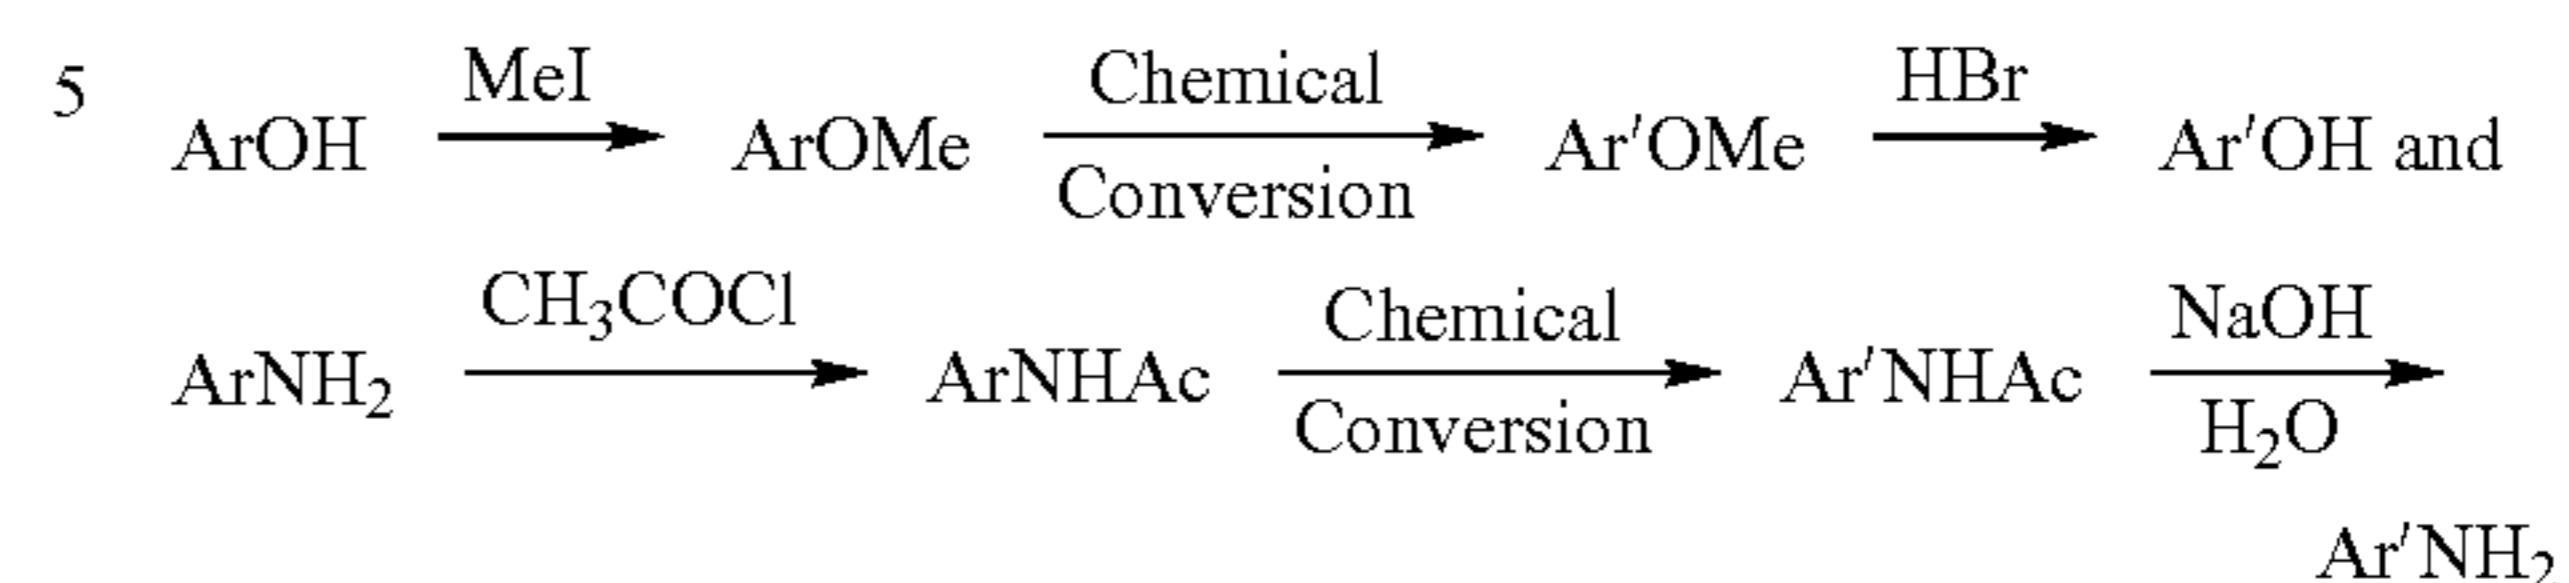 MeI Chemical HBr
5 ArOH ArOMe Ar′OMe Ar′OH and
Conversion
CH₃COCl Chemical NaOH
ArNH₂ ArNHAc Ar′NHAc
Conversion H₂O
Ar′NH₂